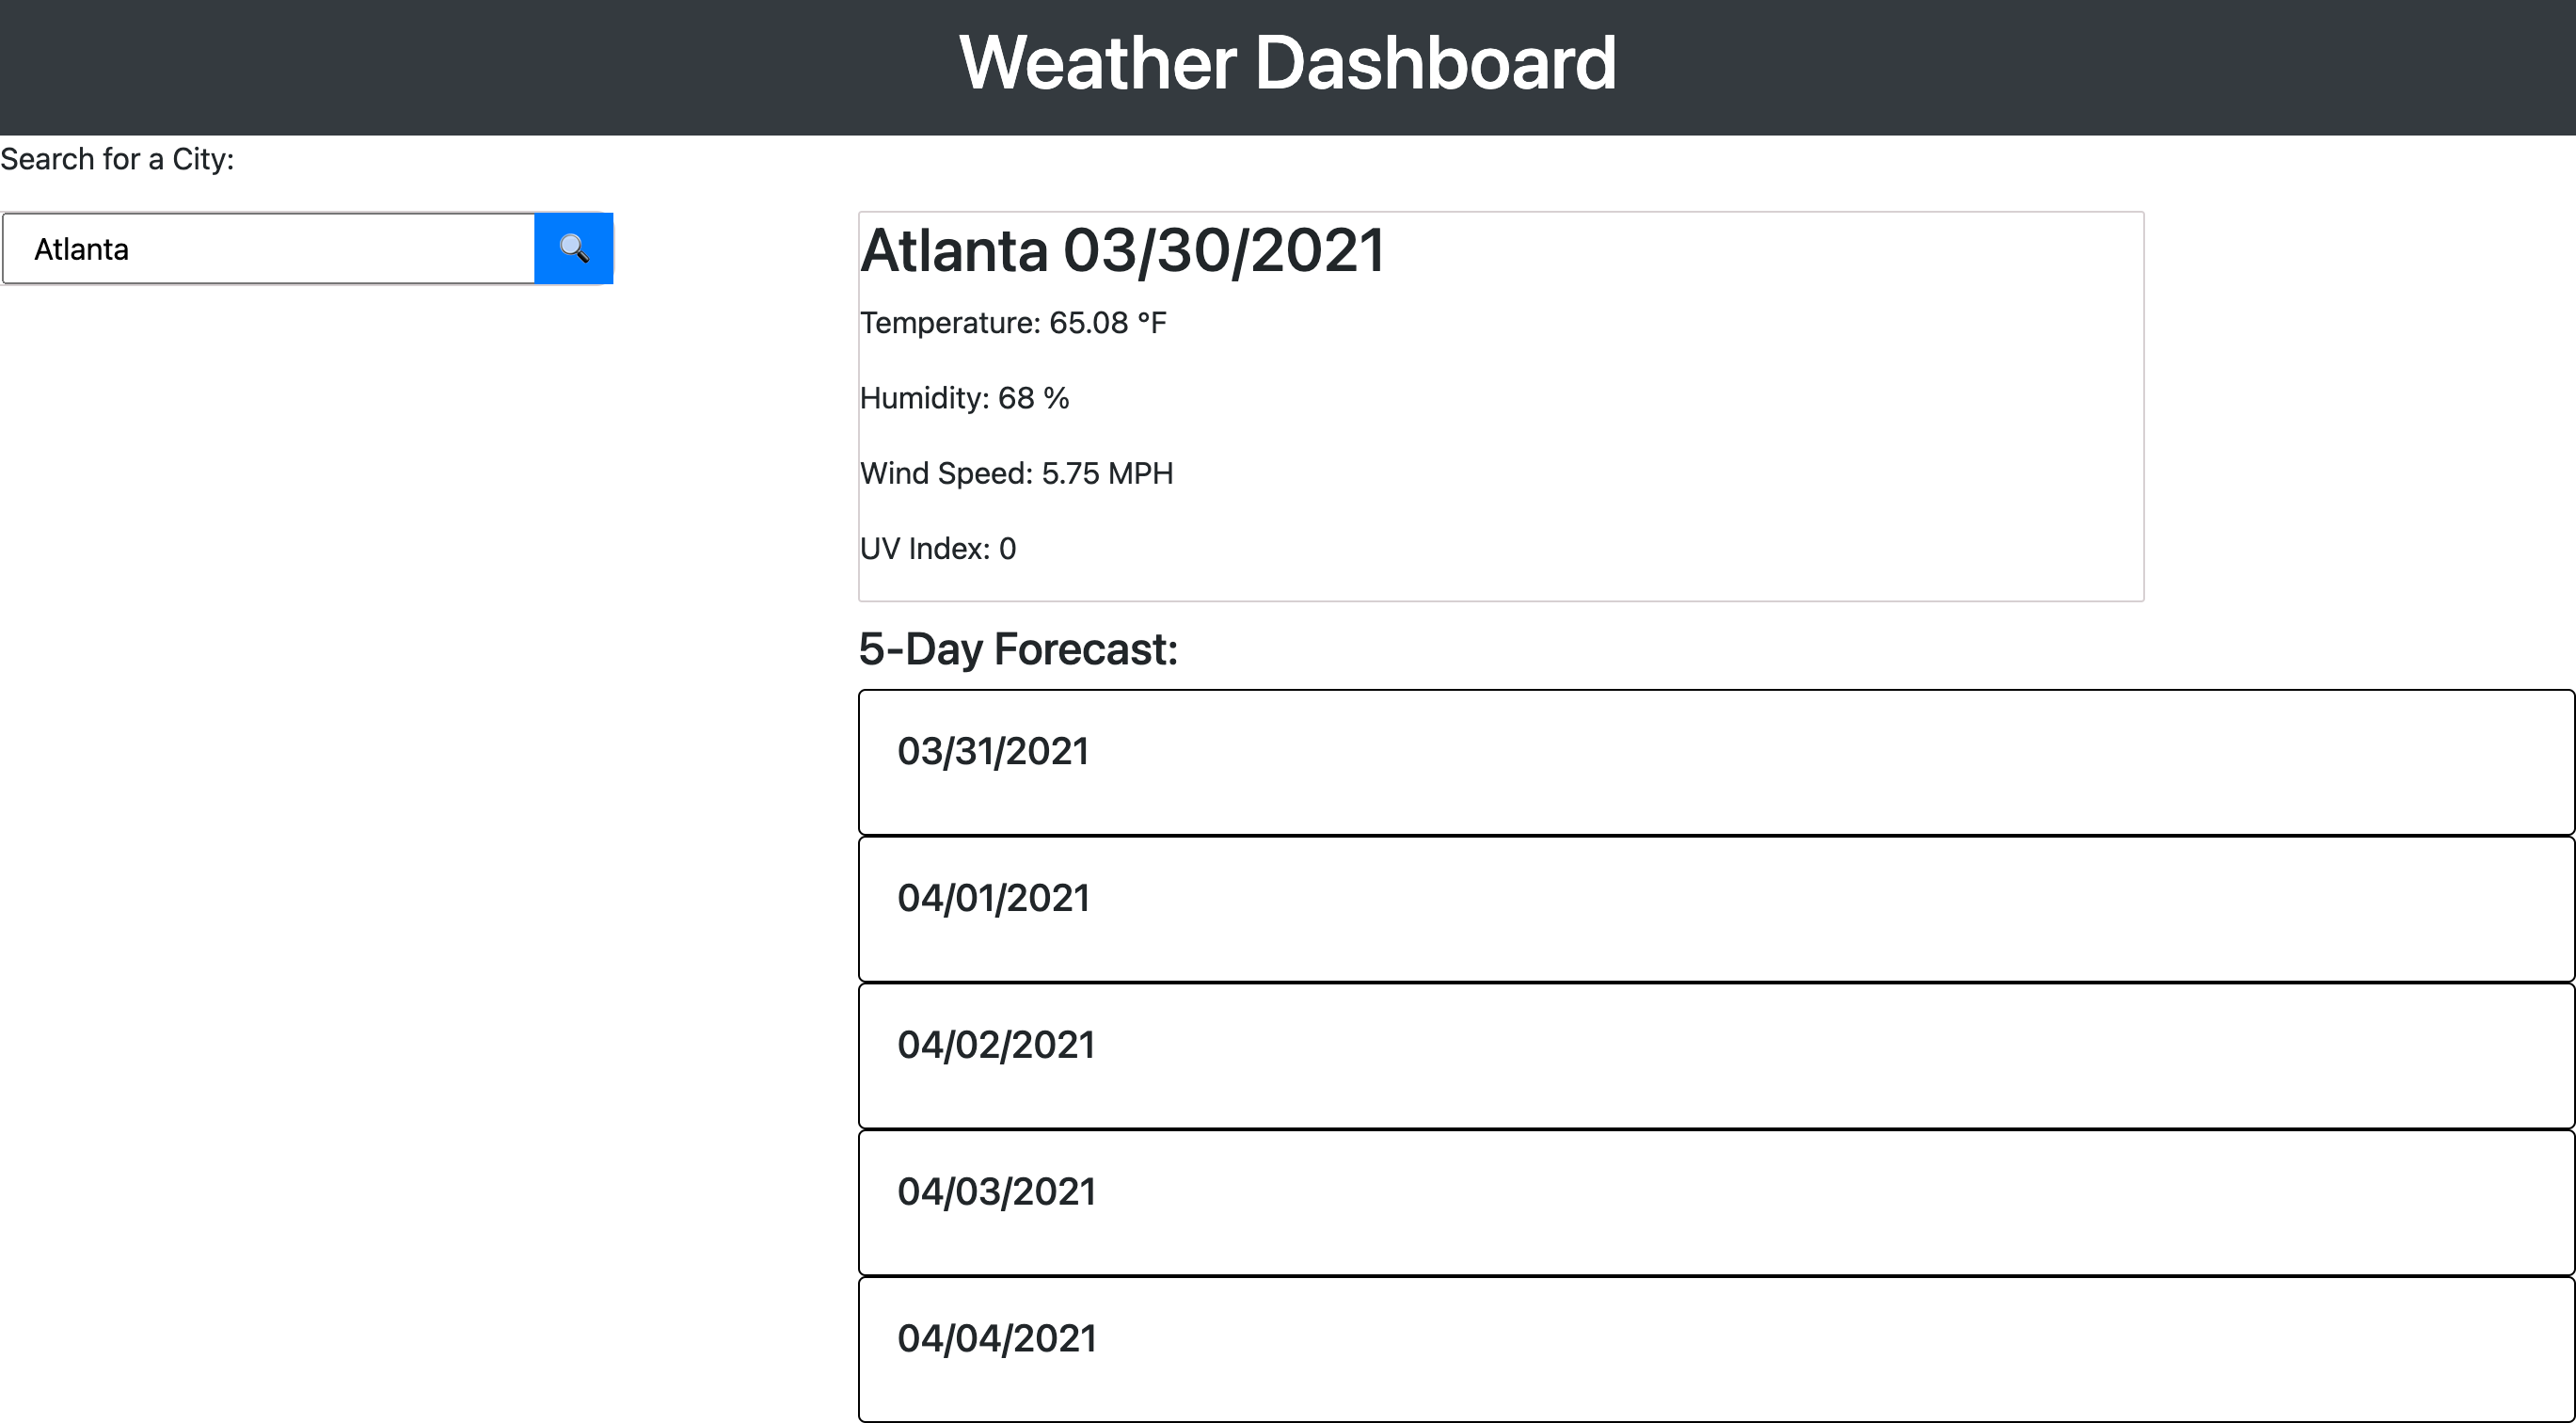 Weather Dashboard
Search for a City:
Atlanta
Atlanta 03/30/2021
Temperature: 65.08 °F
Humidity: 68 %
Wind Speed: 5.75 MPH
UV Index: 0
5-Day Forecast:
03/31/2021
04/01/2021
04/02/2021
04/03/2021
04/04/2021